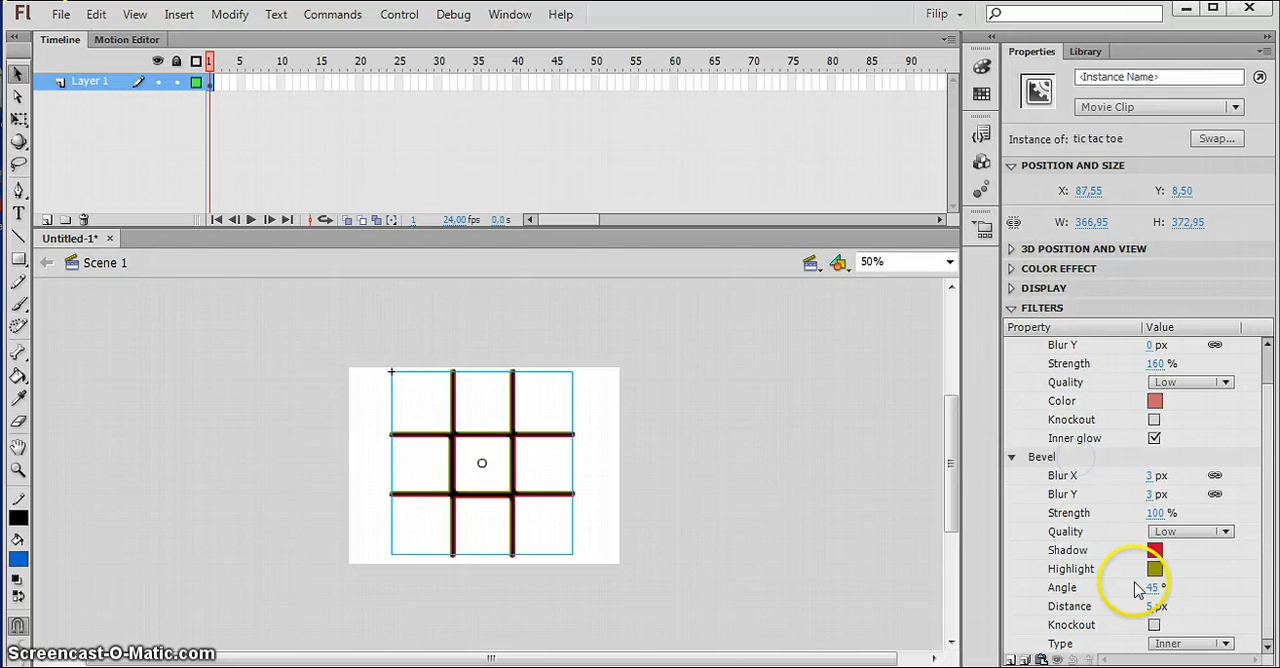 Fl File Edit View Insert Modify Text Commands Control Debug Window Help Filip
Timeline Motion Editor
1 5 10 15 20 25 30 35 40 45 50 55 60 65 70 75 80 85 90
Layer 1
1 24,00 fps 0,0 s
Untitled-1*
Scene 1 50%
Properties Library
<Instance Name>
Movie Clip
Instance of: tic tac toe Swap...
POSITION AND SIZE
X: 87,55 Y: 8,50
W: 366,95 H: 372,95
3D POSITION AND VIEW
COLOR EFFECT
DISPLAY
FILTERS
Property Value
Blur Y 0 px
Strength 160 %
Quality Low
Color
Knockout
Inner glow
Bevel
Blur X 3 px
Blur Y 3 px
Strength 100 %
Quality Low
Shadow
Highlight
Angle 45 °
Distance 5 px
Knockout
Type Inner
Screencast-O-Matic.com